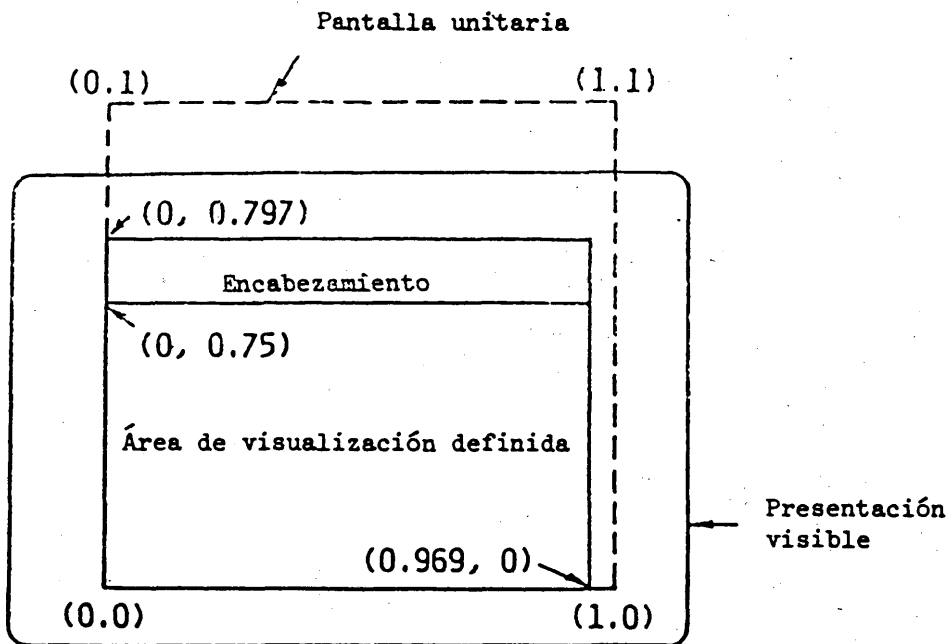 Pantalla unitaria
(0.1)
(1.1)
(0, 0.797)
Encabezamiento
(0, 0.75)
Área de visualización definida
Presentación
visible
(0.969, 0)
(0.0)
(1.0)